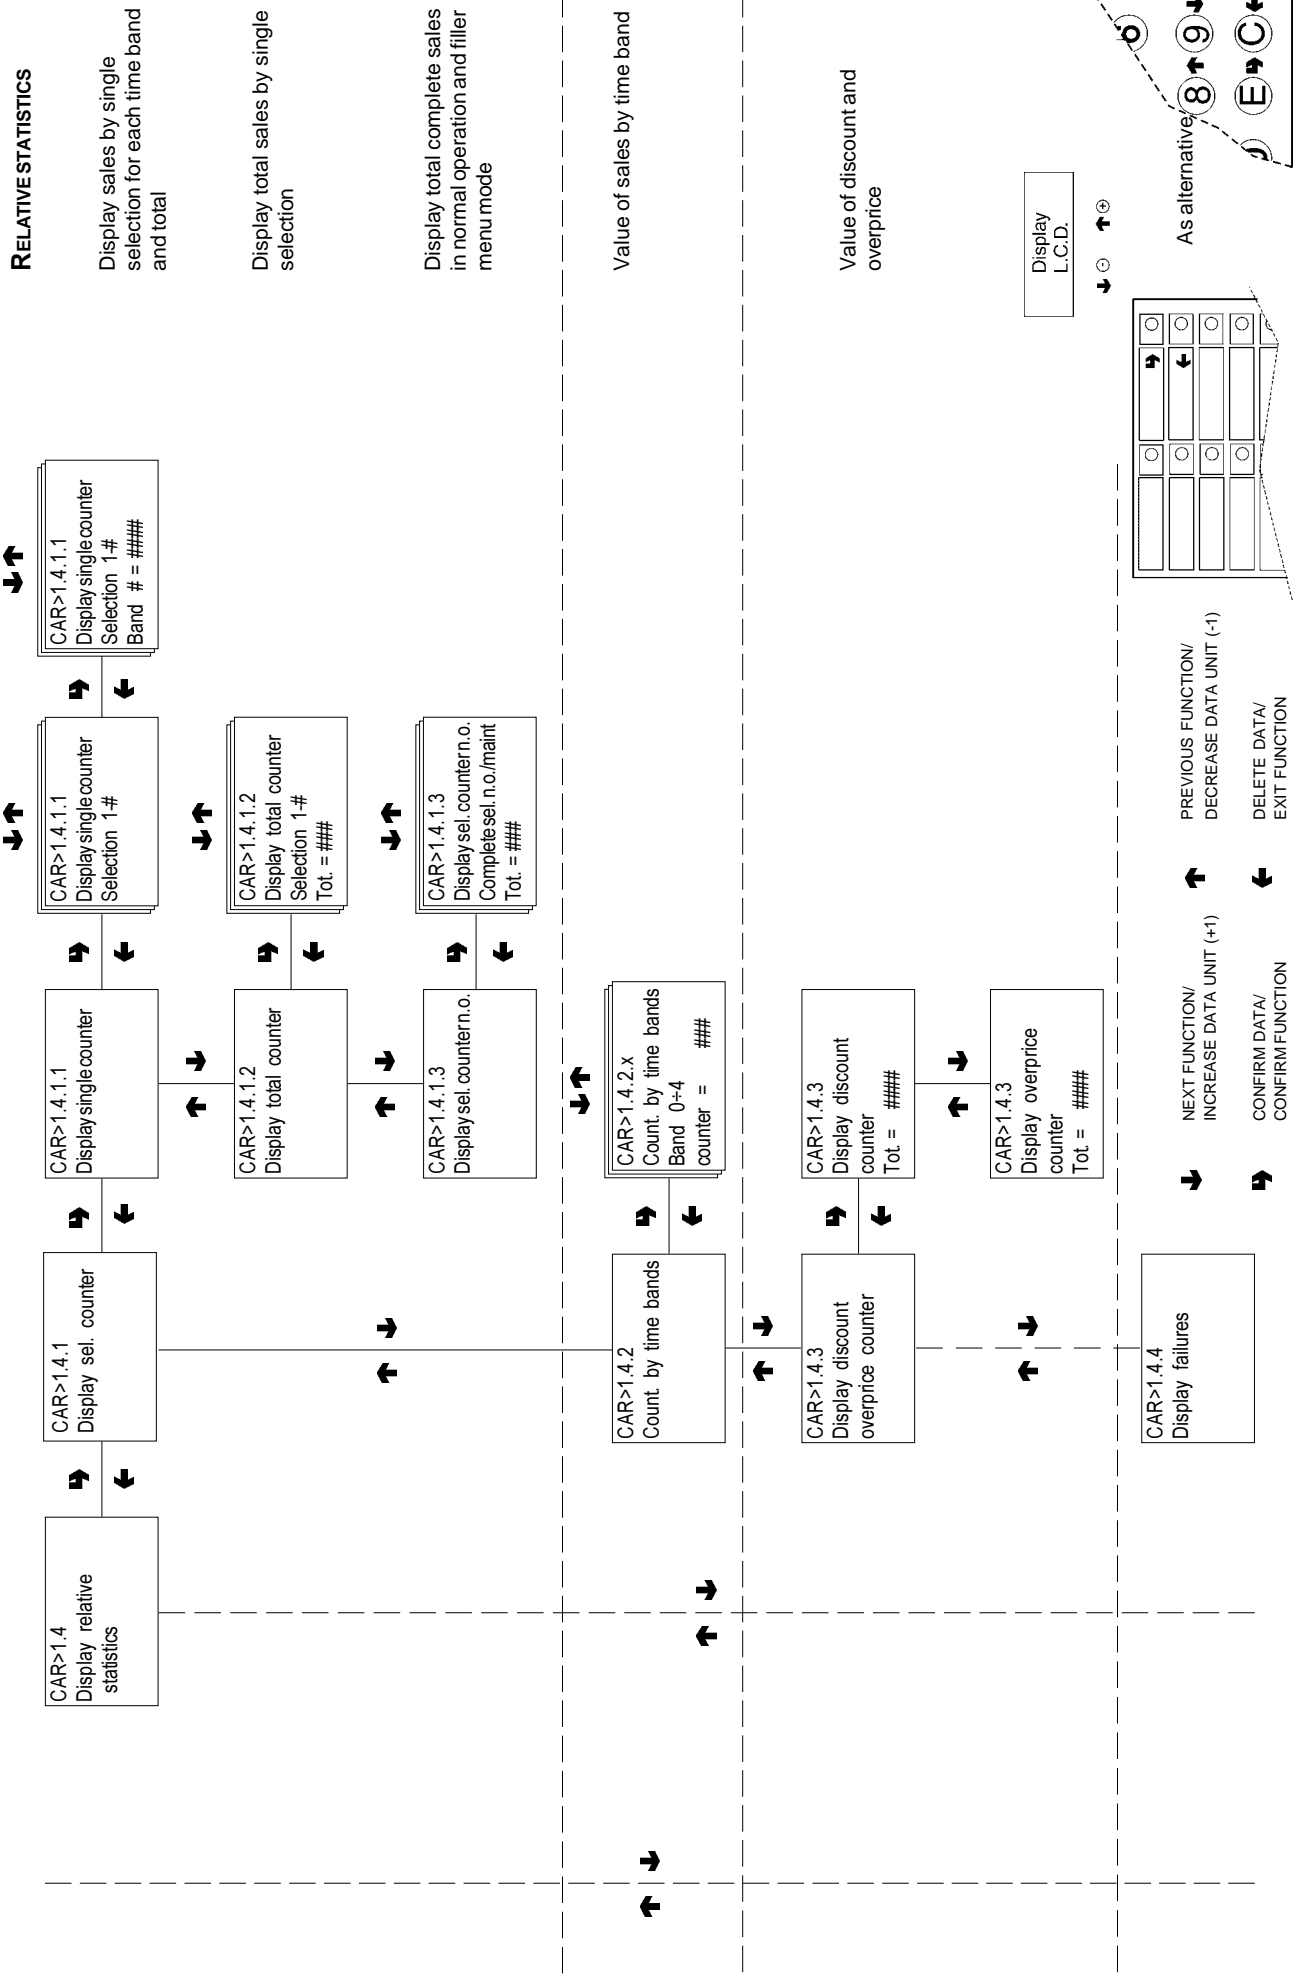 RELATIVE STATISTICS
Display sales by single
selection for each time band
and total
Display total sales by single
selection
Display total complete sales
in normal operation and filler
menu mode
Value of sales by time band
Value of discount and
overprice
CAR>1.4
Display relative
statistics
CAR>1.4.1
Display sel. counter
CAR>1.4.1.1
Display single counter
CAR>1.4.1.1
Display single counter
Selection 1-#
CAR>1.4.1.1
Display single counter
Selection 1-#
Band # = ####
CAR>1.4.1.2
Display total counter
CAR>1.4.1.2
Display total counter
Selection 1-#
Tot. = ###
CAR>1.4.1.3
Display sel. counter n.o.
CAR>1.4.1.3
Display sel. counter n.o.
Complete sel. n.o./maint
Tot. = ###
CAR>1.4.2
Count. by time bands
CAR>1.4.2.x
Count. by time bands
Band 0÷4
counter = ###
CAR>1.4.3
Display discount
overprice counter
CAR>1.4.3
Display discount
counter
Tot. = ####
CAR>1.4.3
Display overprice
counter
Tot. = ####
CAR>1.4.4
Display failures
NEXT FUNCTION/
INCREASE DATA UNIT (+1)
PREVIOUS FUNCTION/
DECREASE DATA UNIT (-1)
CONFIRM DATA/
CONFIRM FUNCTION
DELETE DATA/
EXIT FUNCTION
Display
L.C.D.
- +
As alternative
8 9
E C